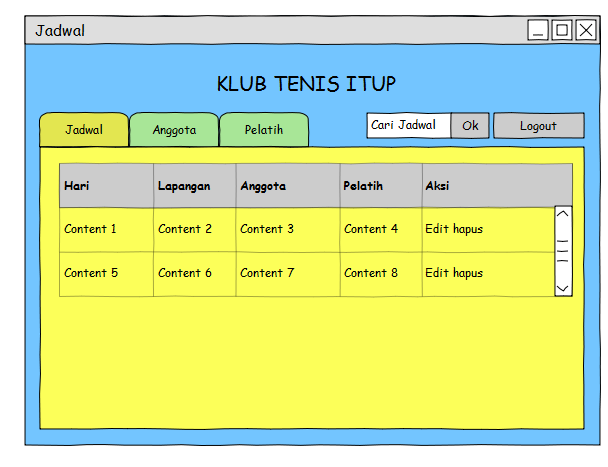 Jadwal
KLUB TENIS ITUP
Jadwal Anggota Pelatih Cari Jadwal Ok Logout
Hari Lapangan Anggota Pelatih Aksi
Content 1 Content 2 Content 3 Content 4 Edit hapus
Content 5 Content 6 Content 7 Content 8 Edit hapus